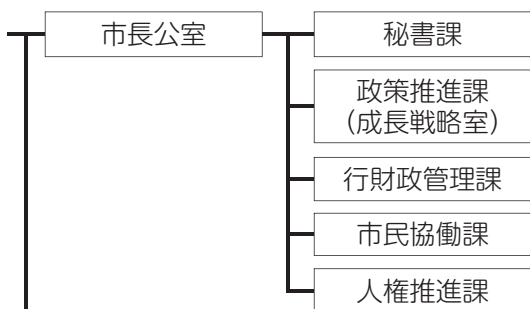 市長公室
秘書課
政策推進課
（成長戦略室）
行財政管理課
市民協働課
人権推進課